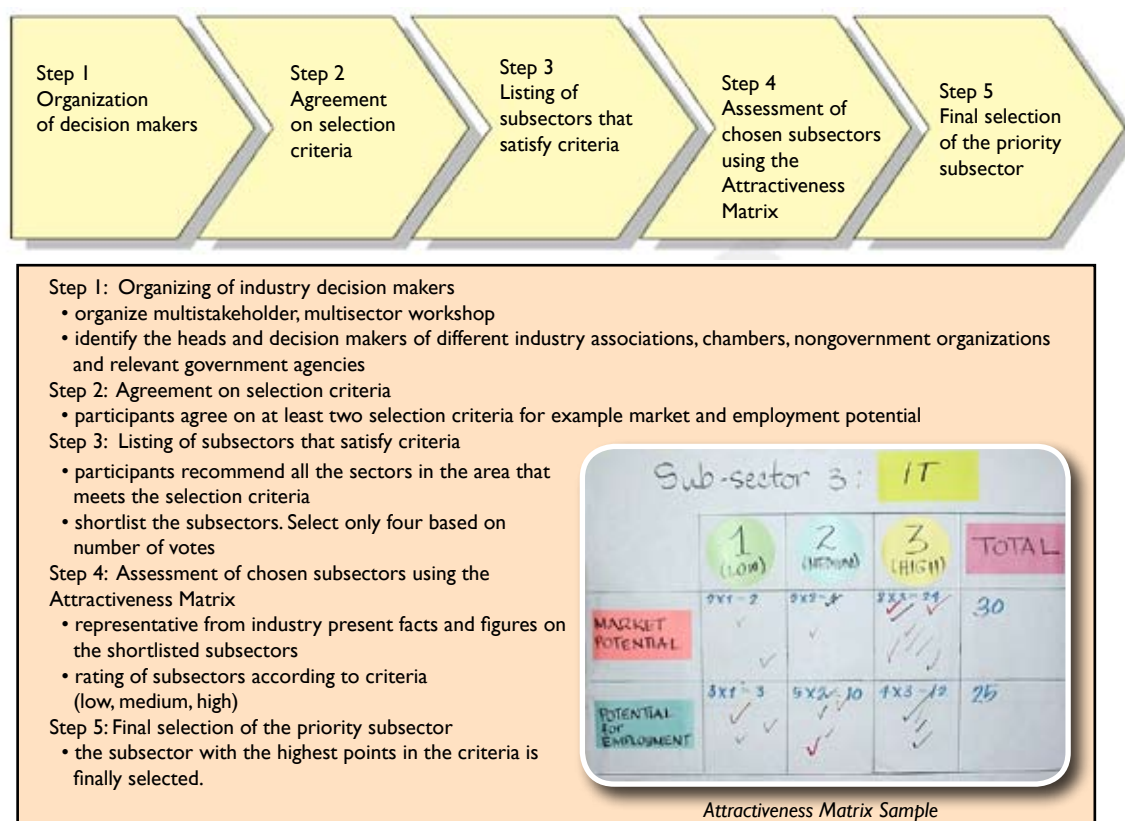 Step 1
Organization
of decision makers
Step 2
Agreement
on selection
criteria
Step 3
Listing of
subsectors that
satisfy criteria
Step 4
Assessment of
chosen subsectors
using the
Attractiveness
Matrix
Step 5
Final selection
of the priority
subsector
Step 1: Organizing of industry decision makers
• organize multistakeholder, multisector workshop
• identify the heads and decision makers of different industry associations, chambers, nongovernment organizations
and relevant government agencies
Step 2: Agreement on selection criteria
• participants agree on at least two selection criteria for example market and employment potential
Step 3: Listing of subsectors that satisfy criteria
• participants recommend all the sectors in the area that
meets the selection criteria
• shortlist the subsectors. Select only four based on
number of votes
Step 4: Assessment of chosen subsectors using the
Attractiveness Matrix
• representative from industry present facts and figures on
the shortlisted subsectors
• rating of subsectors according to criteria
(low, medium, high)
Step 5: Final selection of the priority subsector
• the subsector with the highest points in the criteria is
finally selected.
Sub-sector 3: IT
1 2 3 TOTAL
(LOW) (MEDIUM) (HIGH)
MARKET
POTENTIAL
30
POTENTIAL
for
EMPLOYMENT
3x1-3 5x2-10 4x3-12 25
Attractiveness Matrix Sample